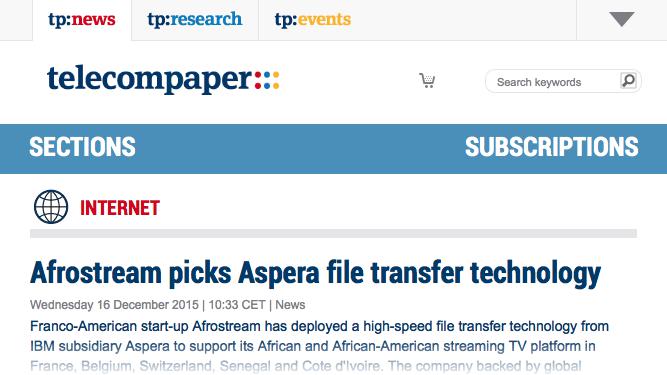 tp:news tp:research tp:events
telecompaper
Search keywords
SECTIONS SUBSCRIPTIONS
INTERNET
Afrostream picks Aspera file transfer technology
Wednesday 16 December 2015 | 10:33 CET | News
Franco-American start-up Afrostream has deployed a high-speed file transfer technology from
IBM subsidiary Aspera to support its African and African-American streaming TV platform in
France, Belgium, Switzerland, Senegal and Cote d'Ivoire. The company backed by global